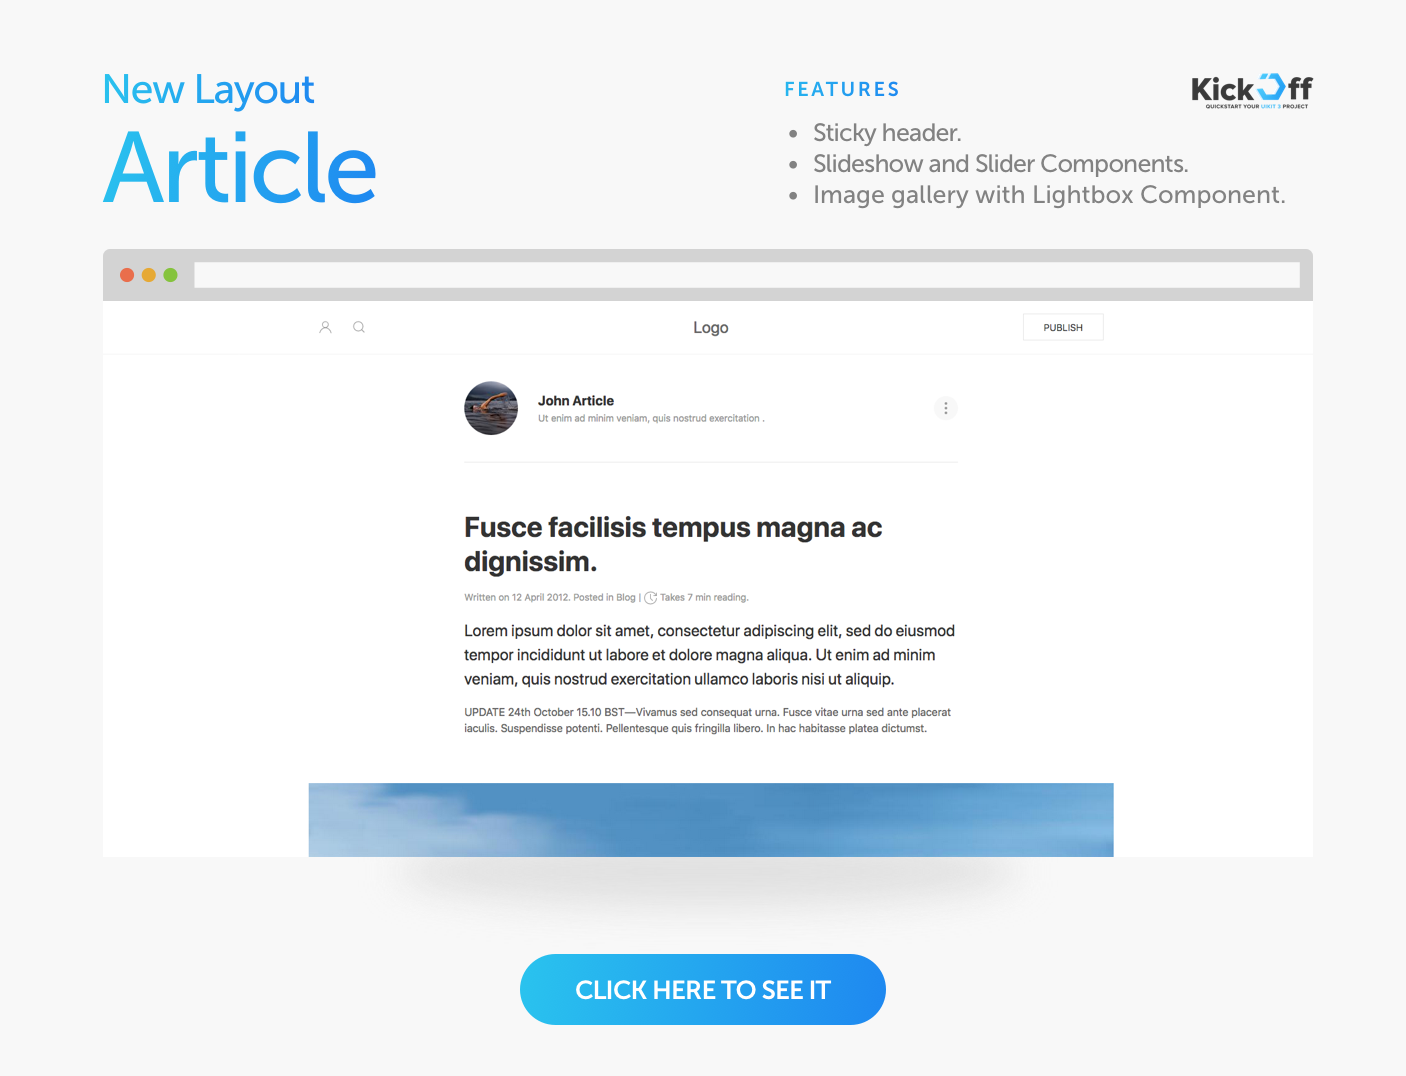 New Layout
Article
FEATURES
• Sticky header.
• Slideshow and Slider Components.
• Image gallery with Lightbox Component.
KickOff
QUICKSTART YOUR UIKIT 3 PROJECT
Logo
PUBLISH
John Article
Ut enim ad minim veniam, quis nostrud exercitation .
Fusce facilisis tempus magna ac
dignissim.
Written on 12 April 2012. Posted in Blog | Takes 7 min reading.
Lorem ipsum dolor sit amet, consectetur adipiscing elit, sed do eiusmod
tempor incididunt ut labore et dolore magna aliqua. Ut enim ad minim
veniam, quis nostrud exercitation ullamco laboris nisi ut aliquip.
UPDATE 24th October 15.10 BST—Vivamus sed consequat urna. Fusce vitae urna sed ante placerat
iaculis. Suspendisse potenti. Pellentesque quis fringilla libero. In hac habitasse platea dictumst.
CLICK HERE TO SEE IT